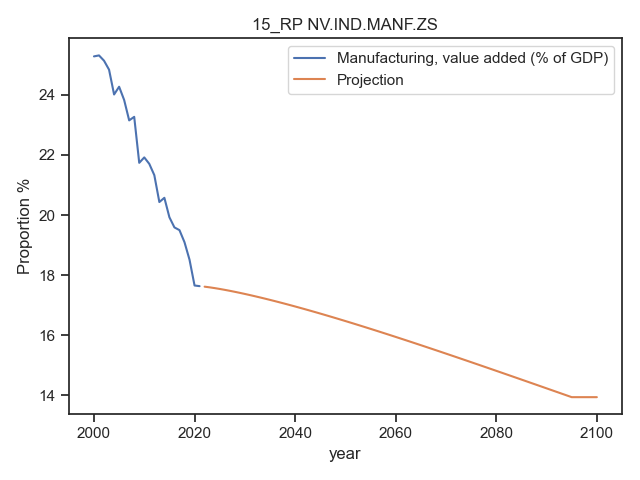 15_RP NV.IND.MANF.ZS
Manufacturing, value added (% of GDP)
Projection
Proportion %
24
22
20
18
16
14
2000
2020
2040
2060
2080
2100
year